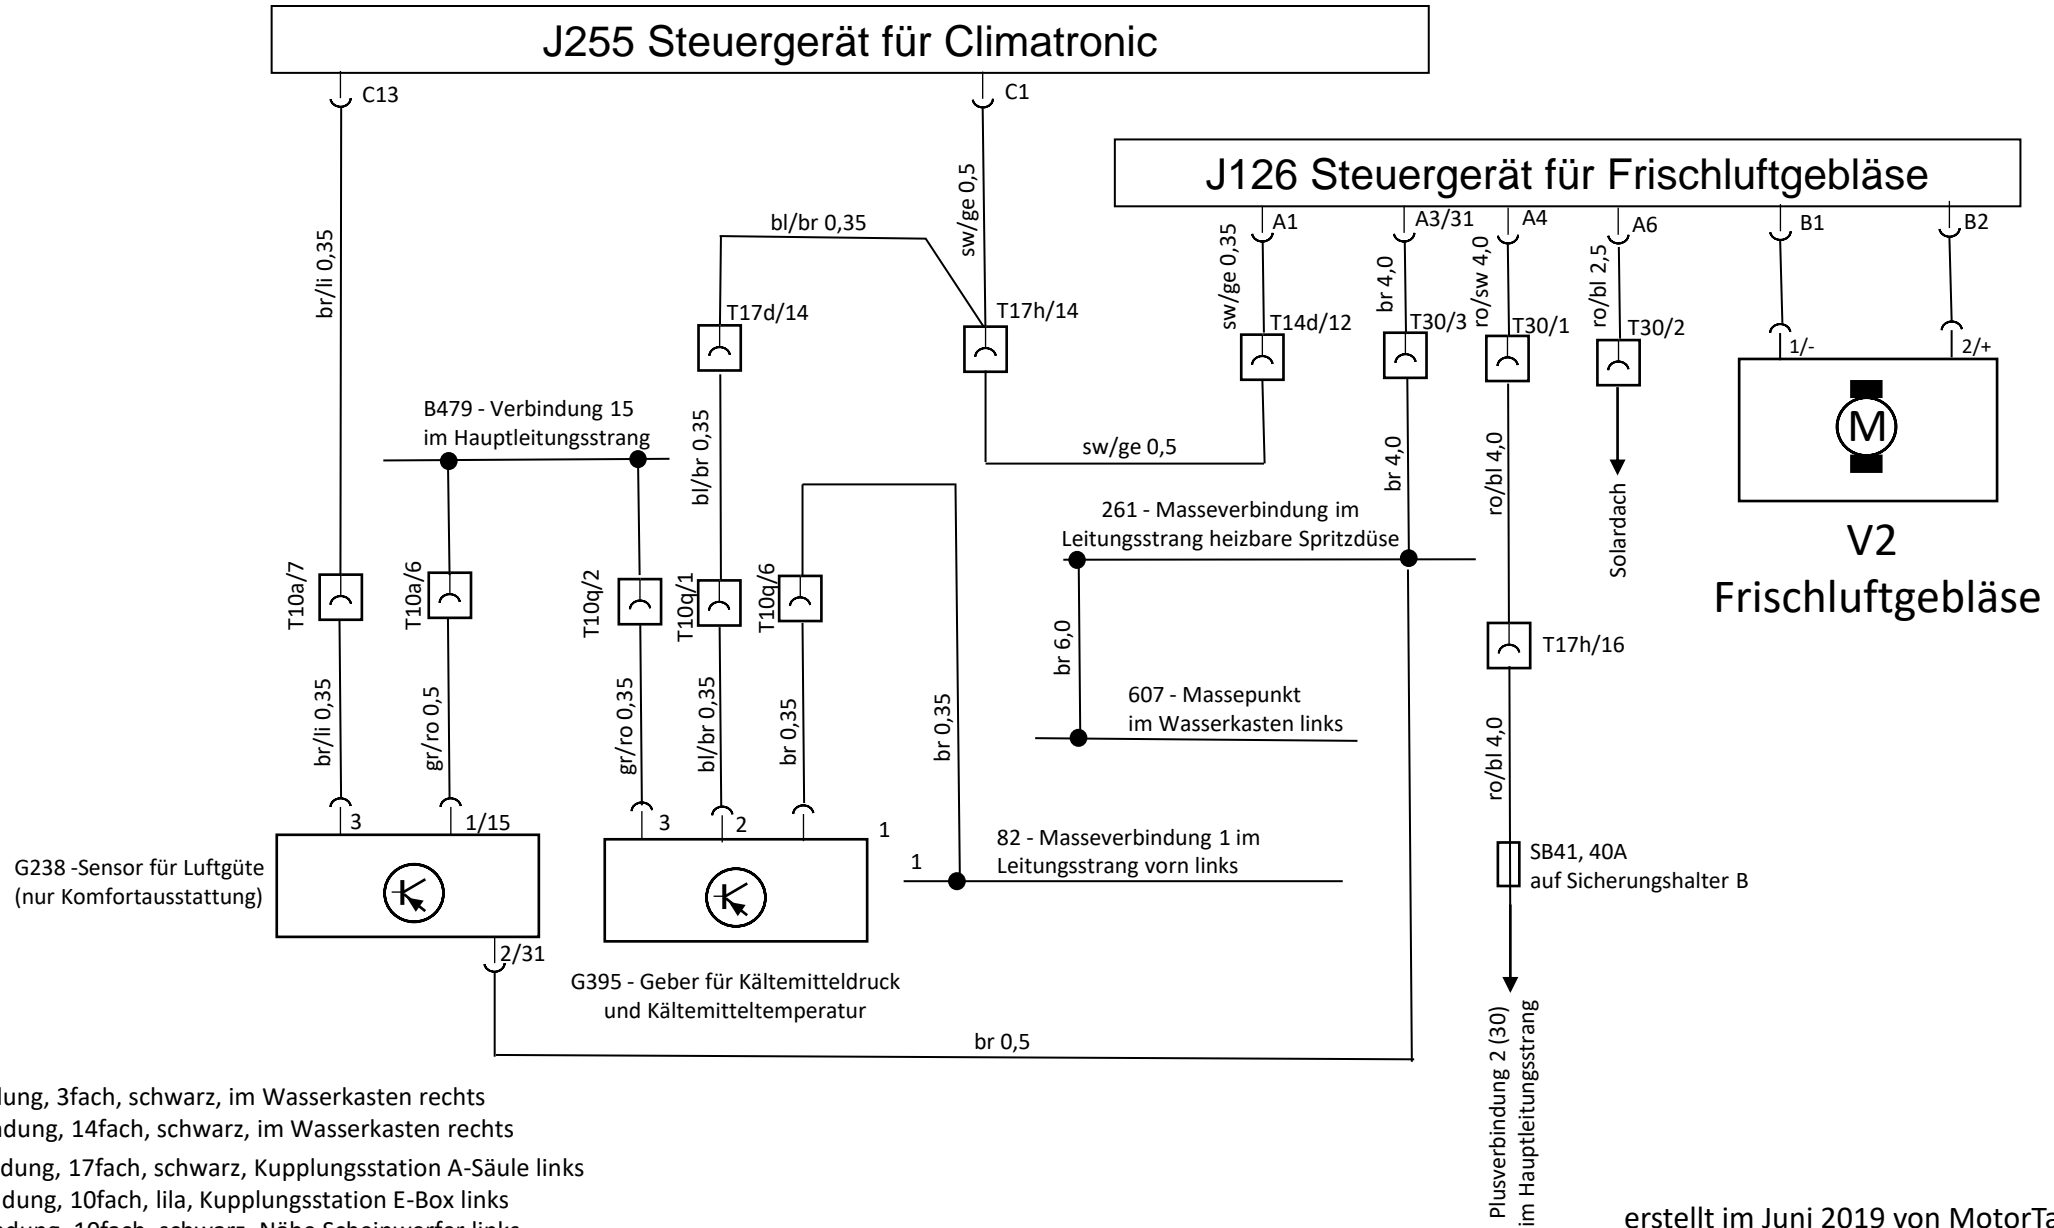 J255 Steuergerät für Climatronic
C13
C1
J126 Steuergerät für Frischluftgebläse
A1
A3/31
A4
A6
B1
B2
br/li 0,35
bl/br 0,35
sw/ge 0,5
sw/ge 0,35
br 4,0
ro/sw 4,0
ro/bl 2,5
T17d/14
T17h/14
T14d/12
T30/3
T30/1
T30/2
1/-
2/+
M
V2
Frischluftgebläse
B479 - Verbindung 15
im Hauptleitungsstrang
bl/br 0,35
sw/ge 0,5
br 4,0
ro/bl 4,0
Solardach
261 - Masseverbindung im
Leitungsstrang heizbare Spritzdüse
T10a/7
T10a/6
T10q/2
T10q/1
T10q/6
br 6,0
T17h/16
607 - Massepunkt
im Wasserkasten links
br/li 0,35
gr/ro 0,5
gr/ro 0,35
bl/br 0,35
br 0,35
br 0,35
ro/bl 4,0
3
1/15
3
2
1
1
82 - Masseverbindung 1 im
Leitungsstrang vorn links
SB41, 40A
auf Sicherungshalter B
G238 -Sensor für Luftgüte
(nur Komfortausstattung)
2/31
G395 - Geber für Kältemitteldruck
und Kältemitteltemperatur
br 0,5
Plusverbindung 2 (30)
im Hauptleitungsstrang
dung, 3fach, schwarz, im Wasserkasten rechts
ndung, 14fach, schwarz, im Wasserkasten rechts
dung, 17fach, schwarz, Kupplungsstation A-Säule links
dung, 10fach, lila, Kupplungsstation E-Box links
dung, 10fach, schwarz, Nähe Scheinwerfer links
erstellt im Juni 2019 von MotorTa